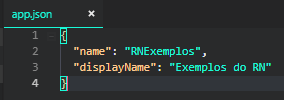 app.json ×
1 {
2 "name": "RNExemplos",
3 "displayName": "Exemplos do RN"
4 }